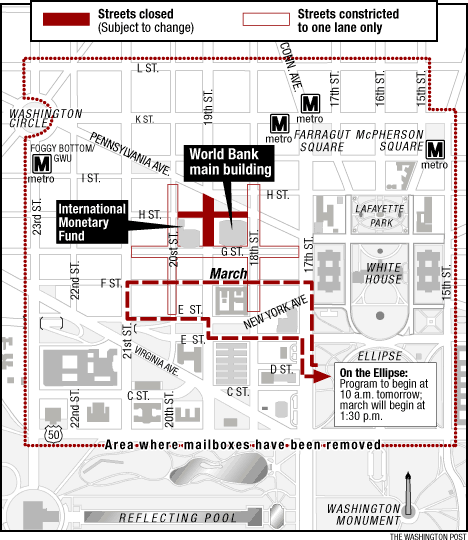 Streets closed
(Subject to change)
Streets constricted
to one lane only
L ST.
CONN. AVE.
17th ST.
16th ST.
15th ST.
19th ST.
WASHINGTON
CIRCLE
K ST.
metro
metro
FARRAGUT
SQUARE
McPHERSON
SQUARE
metro
PENNSYLVANIA AVE.
FOGGY BOTTOM/
GWU
metro
I ST.
World Bank
main building
H ST.
International
Monetary
Fund
H ST.
LAFAYETTE
PARK
23rd ST.
20st ST.
G ST.
18th ST.
17th ST.
22nd ST.
March
WHITE
HOUSE
15th ST.
F ST.
E ST.
NEW YORK AVE.
21th ST.
VIRGINIA AVE.
E ST.
ELLIPSE
D ST.
On the Ellipse:
Program to begin at
10 a.m. tomorrow;
march will begin at
1:30 p.m.
22nd ST.
C ST.
20th ST.
C ST.
50
Area where mailboxes have been removed
REFLECTING POOL
WASHINGTON
MONUMENT
THE WASHINGTON POST